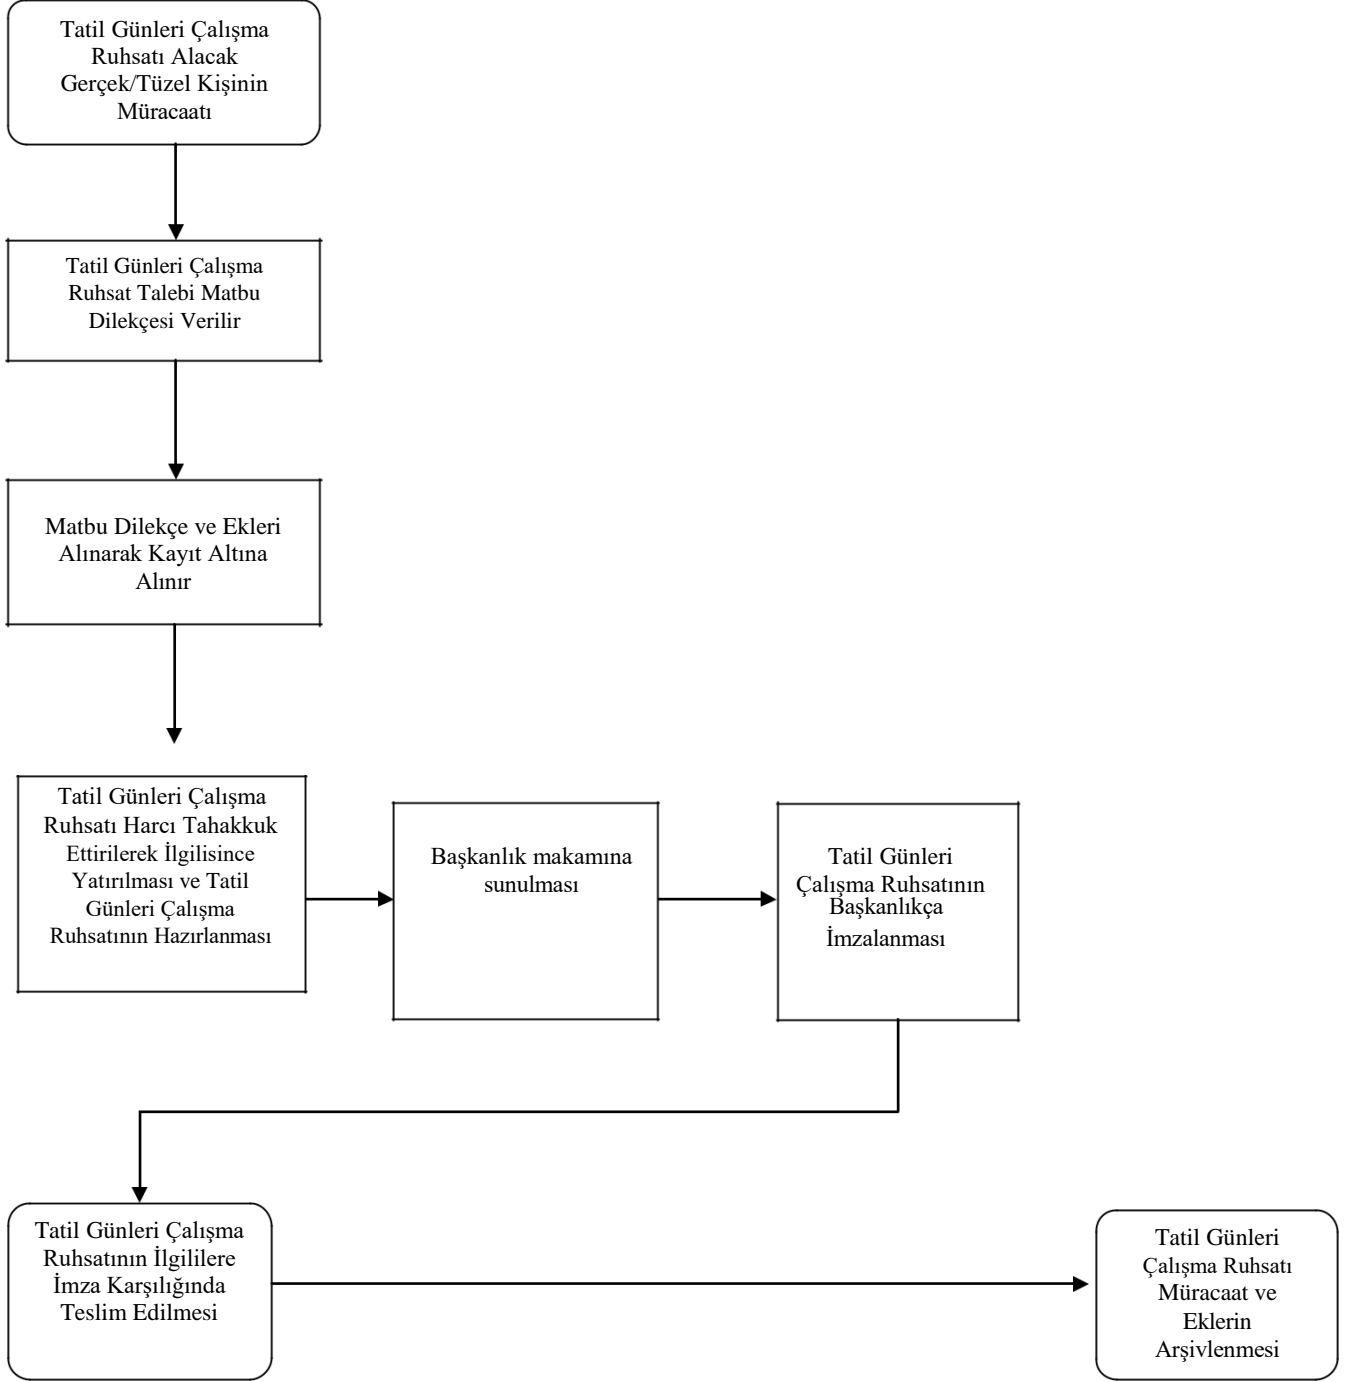 Tatil Günleri Çalışma
Ruhsatı Alacak
Gerçek/Tüzel Kişinin
Müracaatı
Tatil Günleri Çalışma
Ruhsat Talebi Matbu
Dilekçesi Verilir
Matbu Dilekçe ve Ekleri
Alınarak Kayıt Altına
Alınır
Tatil Günleri Çalışma
Ruhsatı Harcı Tahakkuk
Ettirilerek İlgilisince
Yatırılması ve Tatil
Günleri Çalışma
Ruhsatının Hazırlanması
Başkanlık makamına
sunulması
Tatil Günleri
Çalışma Ruhsatının
Başkanlıkça
İmzalanması
Tatil Günleri Çalışma
Ruhsatının İlgililere
İmza Karşılığında
Teslim Edilmesi
Tatil Günleri
Çalışma Ruhsatı
Müracaat ve
Eklerin
Arşivlenmesi